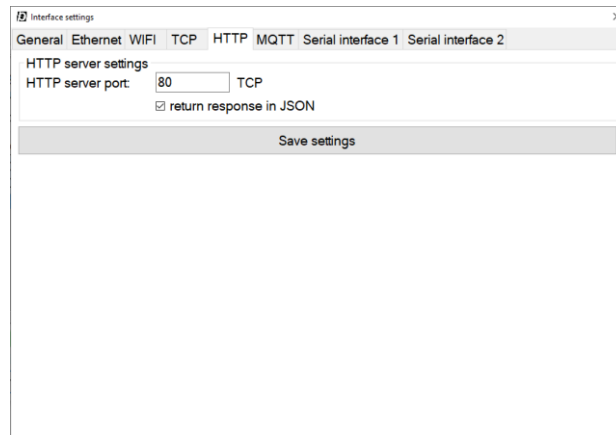 Interface settings
General Ethernet WIFI TCP HTTP MQTT Serial interface 1 Serial interface 2
HTTP server settings
HTTP server port: 80 TCP
return response in JSON
Save settings